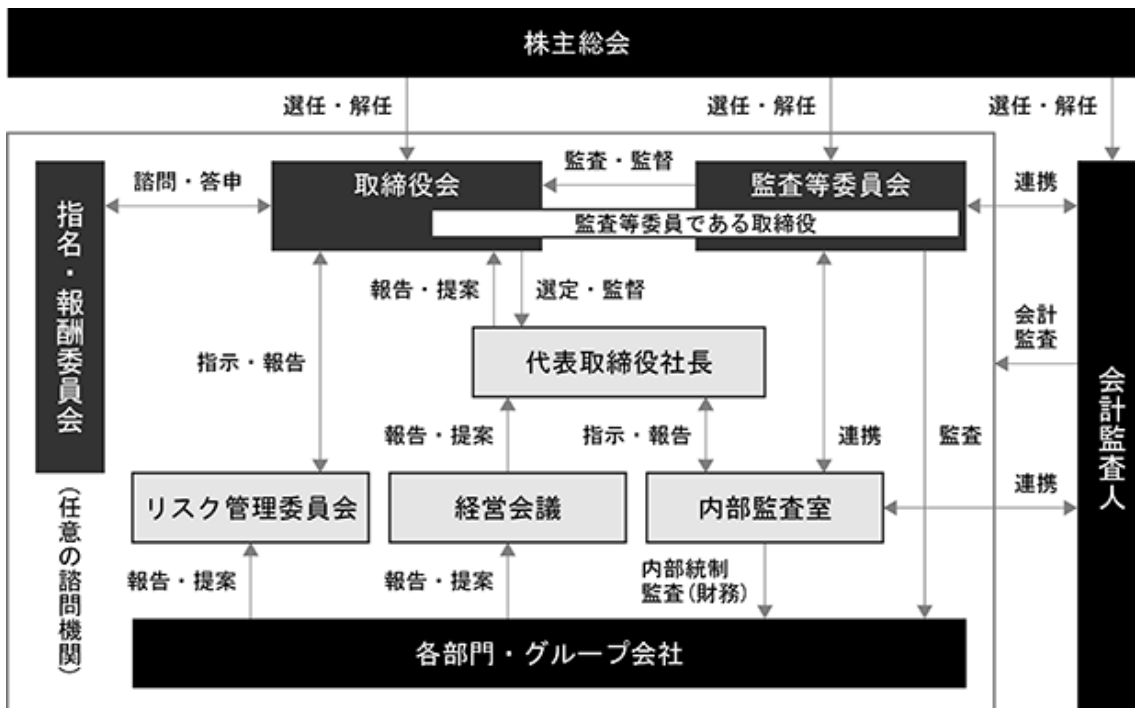 株主総会
選任・解任
選任・解任
選任・解任
指名・報酬委員会
(任意の諮問機関)
諮問・答申
取締役会
監査・監督
監査等委員会
監査等委員である取締役
連携
報告・提案
選定・監督
会計
監査
会計監査人
代表取締役社長
指示・報告
報告・提案
指示・報告
連携
監査
リスク管理委員会
経営会議
内部監査室
連携
報告・提案
報告・提案
内部統制
監査(財務)
各部門・グループ会社